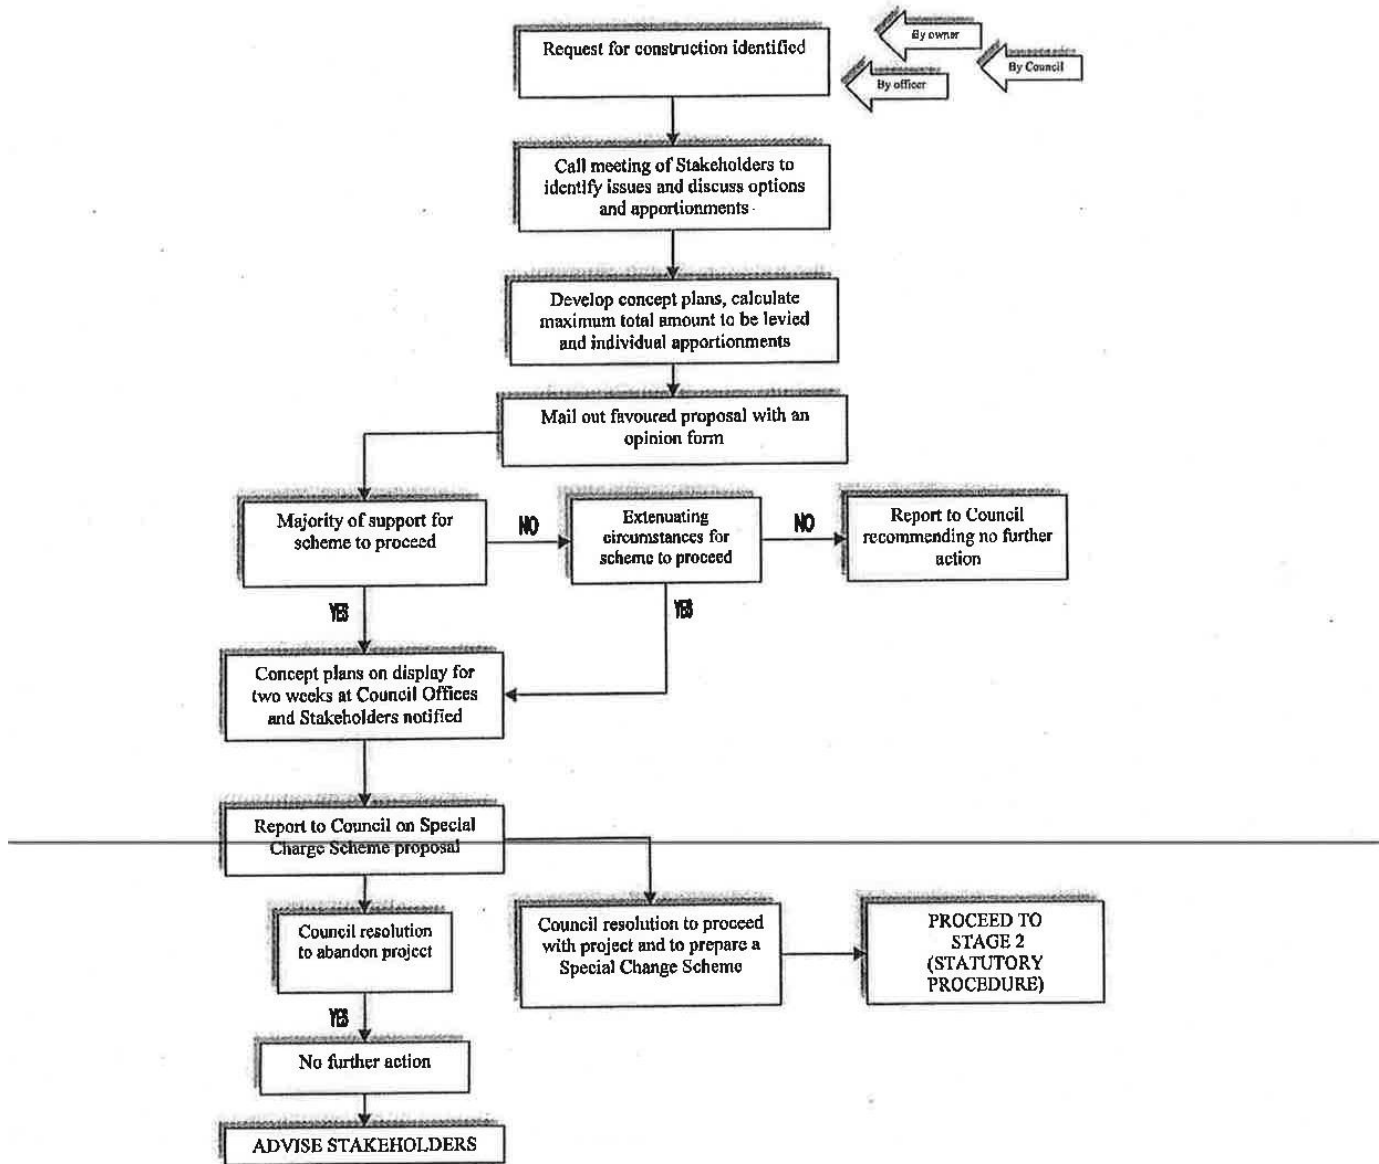 Request for construction identified
By owner
By Council
By officer
Call meeting of Stakeholders to
identify issues and discuss options
and apportionments
Develop concept plans, calculate
maximum total amount to be levied
and individual apportionments
Mail out favoured proposal with an
opinion form
Majority of support for
scheme to proceed
NO
Extenuating
circumstances for
scheme to proceed
NO
Report to Council
recommending no further
action
YES
YES
Concept plans on display for
two weeks at Council Offices
and Stakeholders notified
Report to Council on Special
Charge Scheme proposal
Council resolution
to abandon project
Council resolution to proceed
with project and to prepare a
Special Change Scheme
PROCEED TO
STAGE 2
(STATUTORY
PROCEDURE)
YES
No further action
ADVISE STAKEHOLDERS